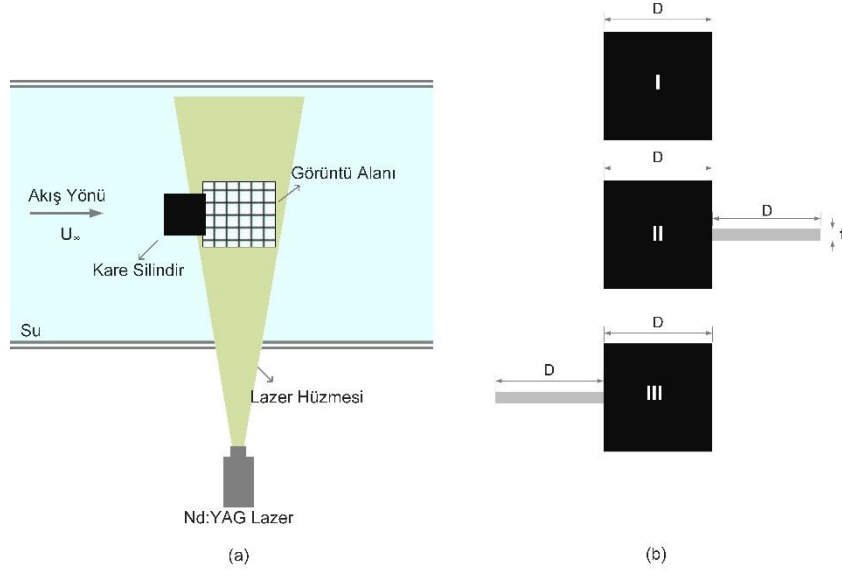 Akış Yönü
U∞
Kare Silindir
Su
Görüntü Alanı
Lazer Hüzmesi
Nd:YAG Lazer
(a)
D
I
D
D
II
t
D
D
III
(b)